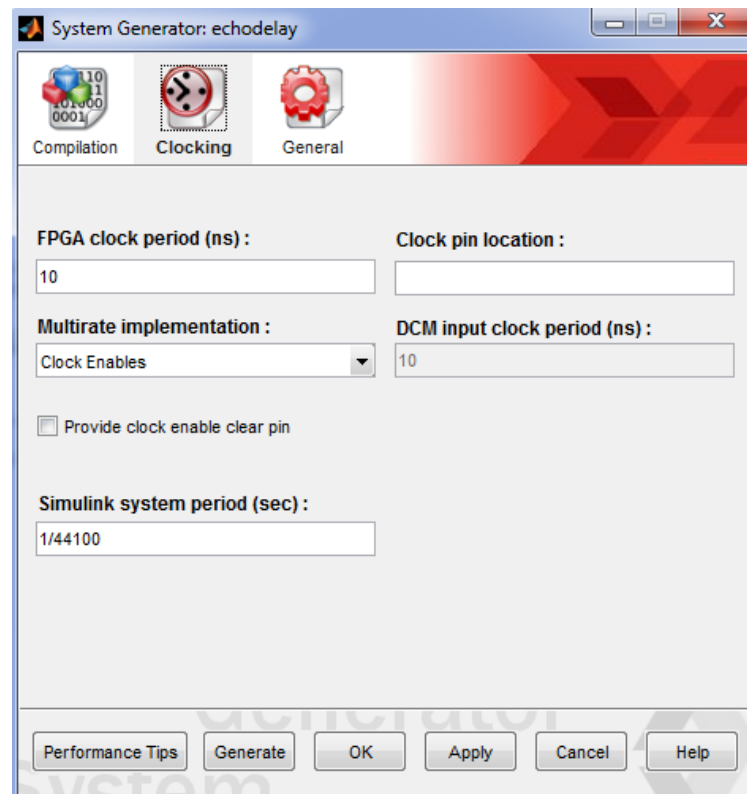 System Generator: echodelay
Compilation Clocking General
FPGA clock period (ns) :
Clock pin location :
10
Multirate implementation :
DCM input clock period (ns) :
Clock Enables
10
Provide clock enable clear pin
Simulink system period (sec) :
1/44100
Generator
Performance Tips Generate OK Apply Cancel Help
System